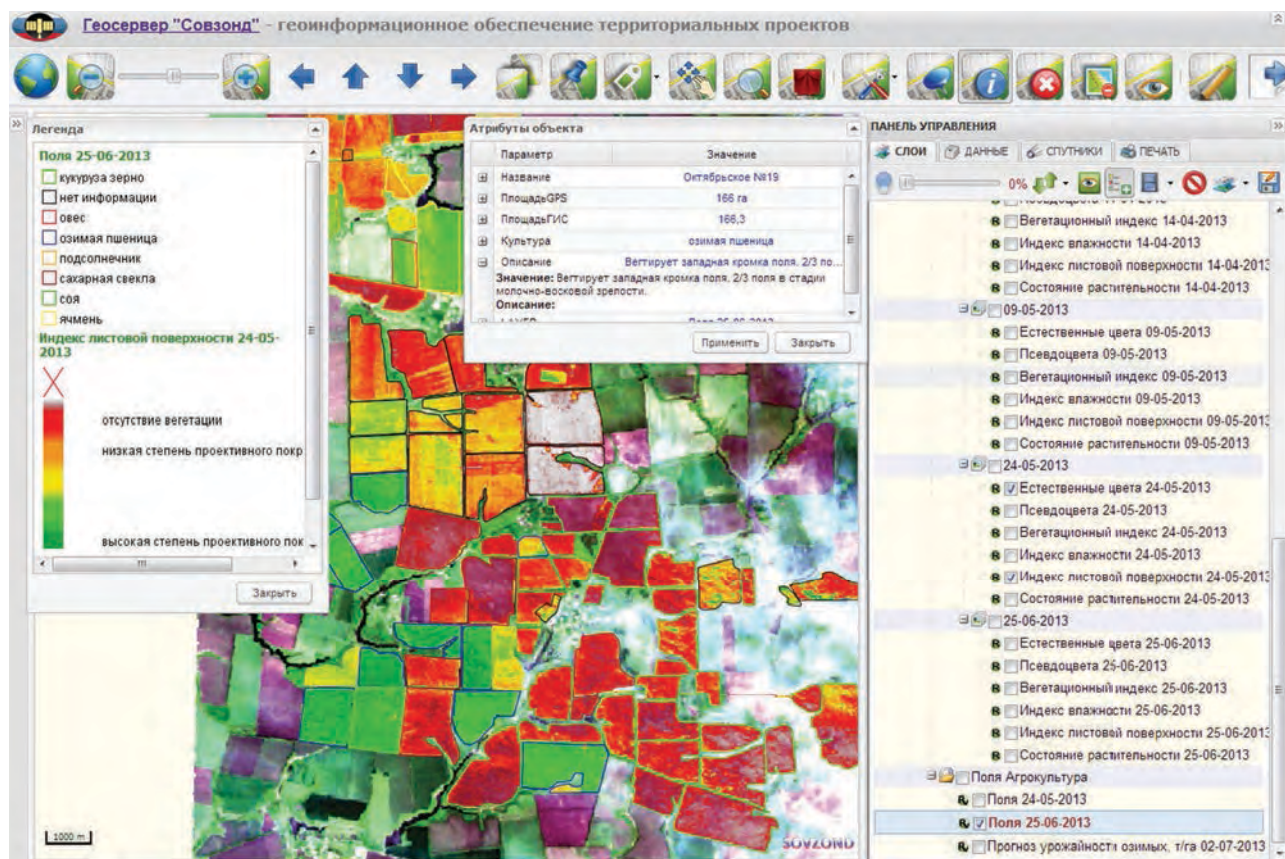 Геосервер "Совзонд" - геоинформационное обеспечение территориальных проектов
Легенда
Поля 25-06-2013
кукуруза зерно
нет информации
овес
озимая пшеница
подсолнечник
сахарная свекла
соя
ячмень
Индекс листовой поверхности 24-05-
2013
отсутствие вегетации
низкая степень проективного покр
высокая степень проективного пок
Закрыть
1000 m
Атрибуты объекта
Параметр Значение
Название Октябрьское №19
ПлощадьGPS 166 га
ПлощадьГИС 166,3
Культура озимая пшеница
Описание Вегтирует западная кромка поля. 2/3 по...
Значение: Вегтирует западная кромка поля. 2/3 поля в стадии
молочно-восковой зрелости.
Описание:
LAYER Поля 25-06-2013
Применить Закрыть
SOVZOND
ПАНЕЛЬ УПРАВЛЕНИЯ
СЛОИ ДАННЫЕ СПУТНИКИ ПЕЧАТЬ
0%
Псевдоцвета 14-04-2013
Вегетационный индекс 14-04-2013
Индекс влажности 14-04-2013
Индекс листовой поверхности 14-04-2013
Состояние растительности 14-04-2013
09-05-2013
Естественные цвета 09-05-2013
Псевдоцвета 09-05-2013
Вегетационный индекс 09-05-2013
Индекс влажности 09-05-2013
Индекс листовой поверхности 09-05-2013
Состояние растительности 09-05-2013
24-05-2013
Естественные цвета 24-05-2013
Псевдоцвета 24-05-2013
Вегетационный индекс 24-05-2013
Индекс влажности 24-05-2013
Индекс листовой поверхности 24-05-2013
Состояние растительности 24-05-2013
25-06-2013
Естественные цвета 25-06-2013
Псевдоцвета 25-06-2013
Вегетационный индекс 25-06-2013
Индекс влажности 25-06-2013
Индекс листовой поверхности 25-06-2013
Состояние растительности 25-06-2013
Поля Агрокультура
Поля 24-05-2013
Поля 25-06-2013
Прогноз урожайности озимых, т/га 02-07-2013